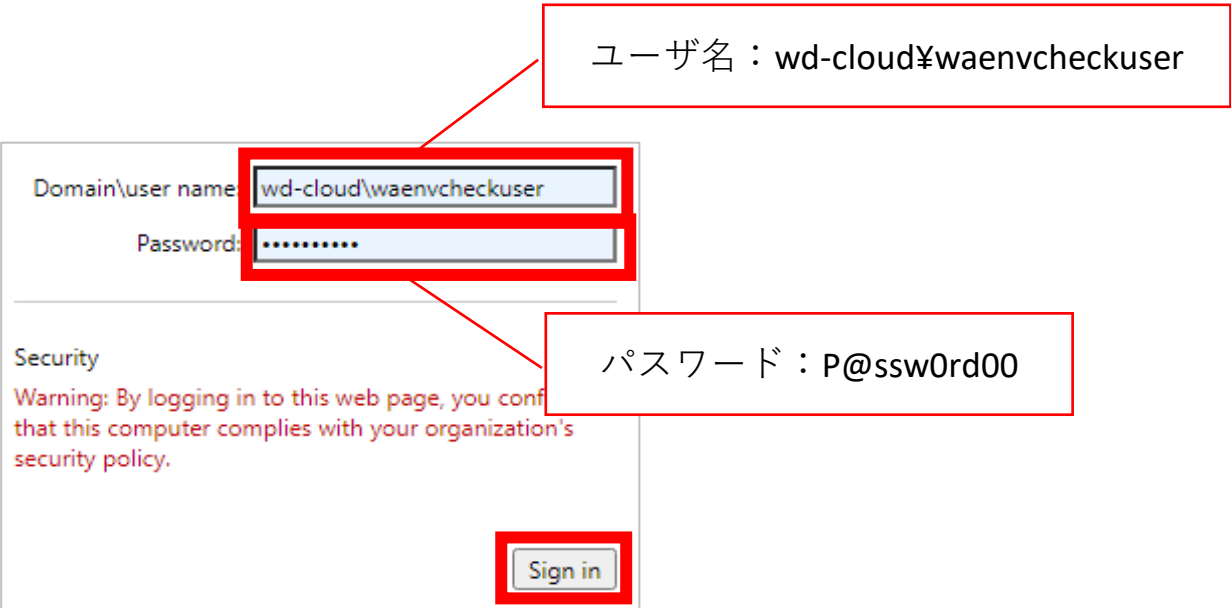 ユーザ名：wd-cloud¥waenvcheckuser
Domain\user name: wd-cloud\waenvcheckuser
Password: ••••••••••
パスワード：P@ssw0rd00
Security
Warning: By logging in to this web page, you conf
that this computer complies with your organization's
security policy.
Sign in